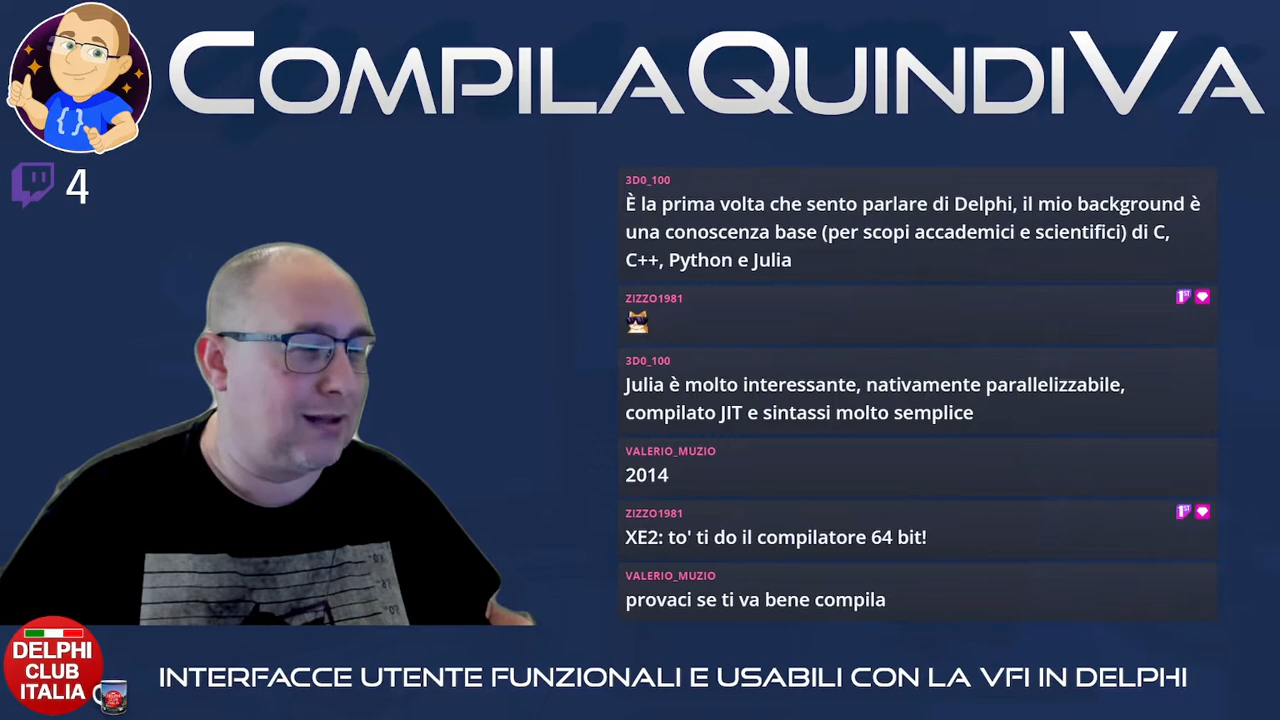 COMPILAQUINDIVA
4
3D0_100
È la prima volta che sento parlare di Delphi, il mio background è
una conoscenza base (per scopi accademici e scientifici) di C,
C++, Python e Julia
ZIZZO1981
3D0_100
Julia è molto interessante, nativamente parallelizzabile,
compilato JIT e sintassi molto semplice
VALERIO_MUZIO
2014
ZIZZO1981
XE2: to' ti do il compilatore 64 bit!
VALERIO_MUZIO
provaci se ti va bene compila
DELPHI
CLUB
ITALIA
INTERFACCE UTENTE FUNZIONALI E USABILI CON LA VFI IN DELPHI